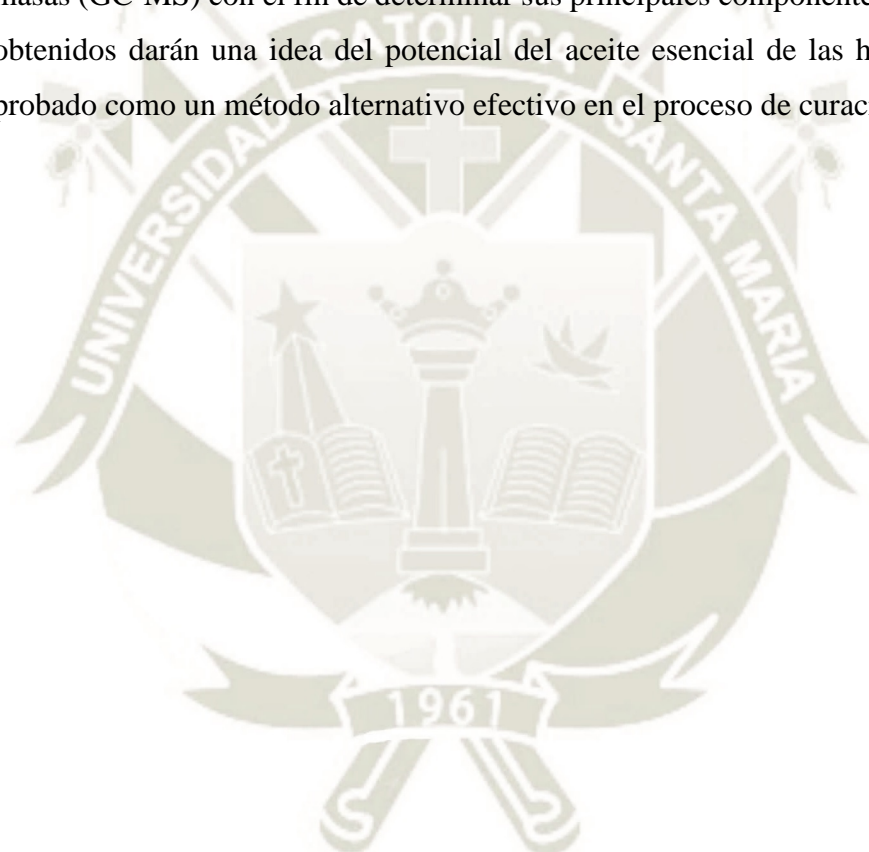 masas (GC-MS) con el fin de determinar sus principales componente
obtenidos darán una idea del potencial del aceite esencial de las h
probado como un método alternativo efectivo en el proceso de curac
UNIVERSIDAD CATOLICA SANTA MARIA
1961